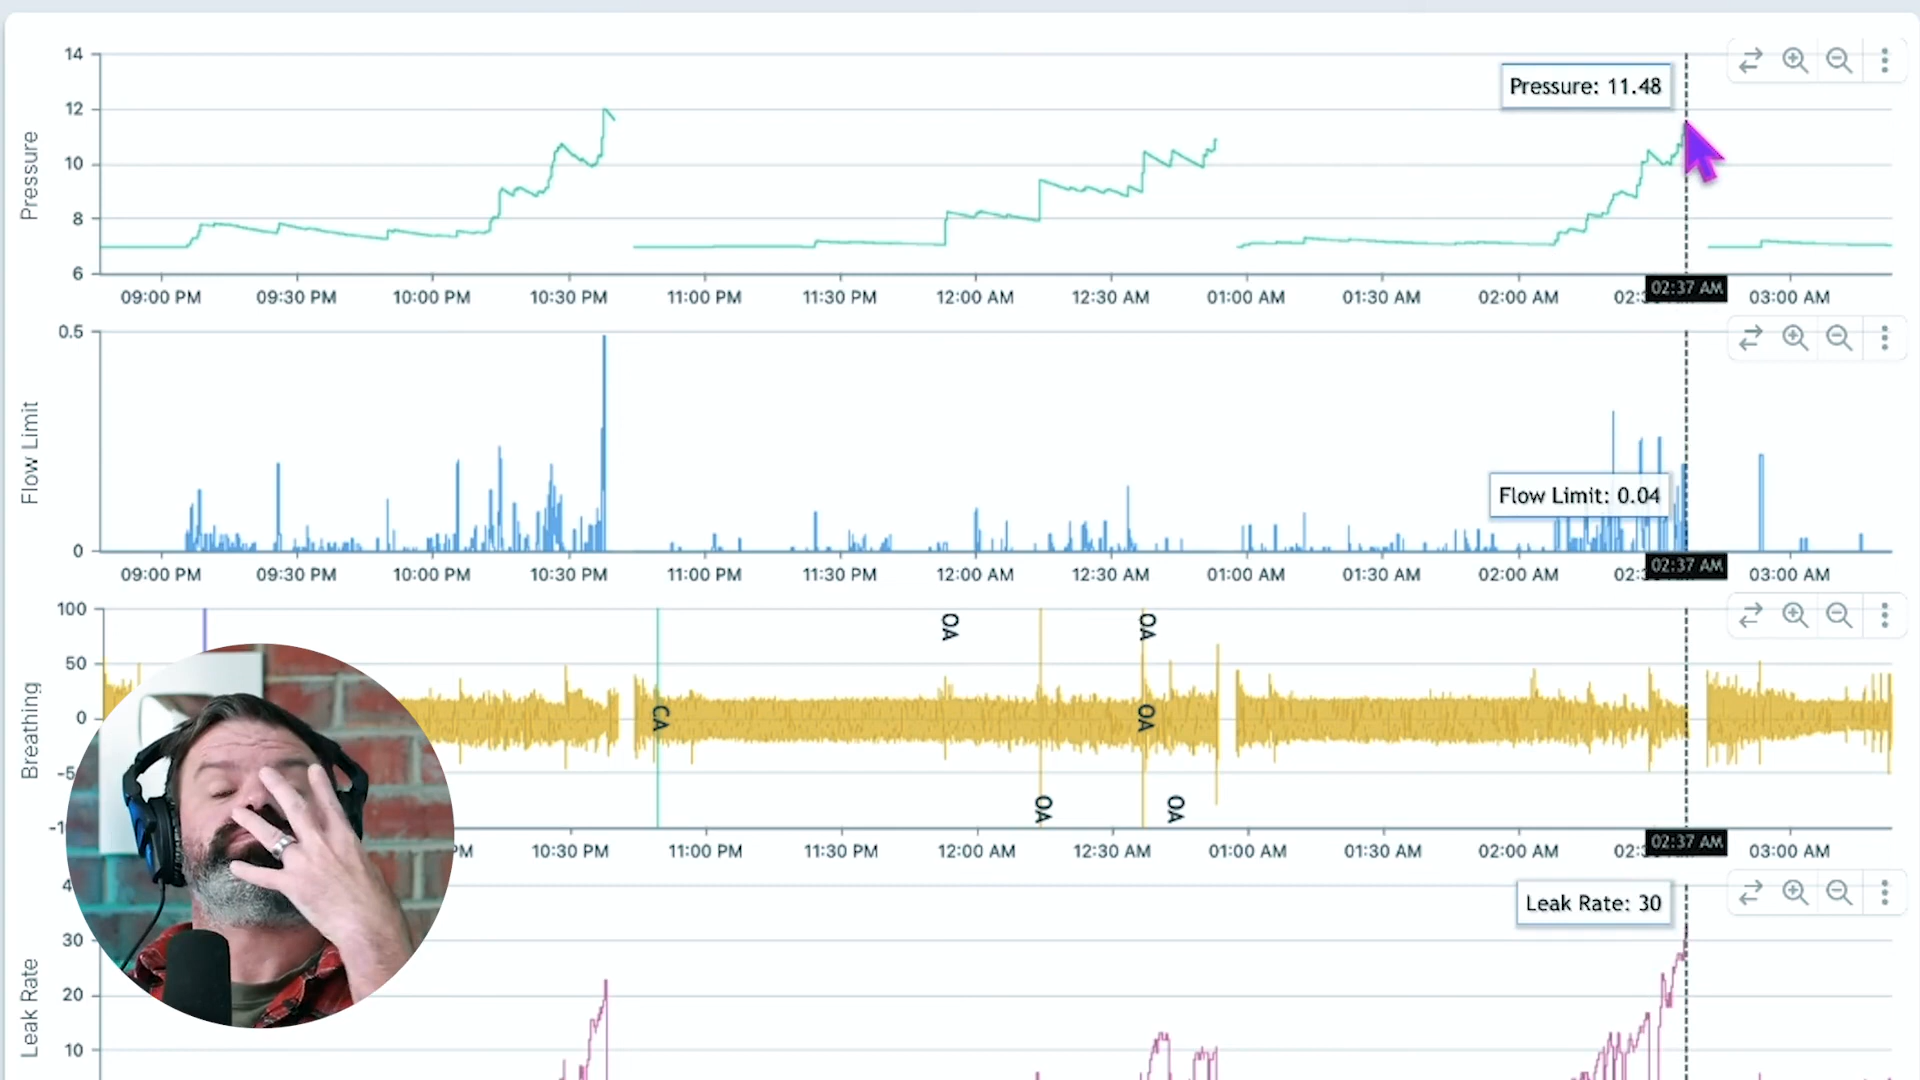 14
Pressure: 11.48
12
10
8
6
Pressure
09:00 PM 09:30 PM 10:00 PM 10:30 PM 11:00 PM 11:30 PM 12:00 AM 12:30 AM 01:00 AM 01:30 AM 02:00 AM 02:37 AM 03:00 AM
0.5
Flow Limit
Flow Limit: 0.04
0
09:00 PM 09:30 PM 10:00 PM 10:30 PM 11:00 PM 11:30 PM 12:00 AM 12:30 AM 01:00 AM 01:30 AM 02:00 AM 02:37 AM 03:00 AM
100
OA OA
50
0
CA OA
Breathing
OA OA
10:30 PM 11:00 PM 11:30 PM 12:00 AM 12:30 AM 01:00 AM 01:30 AM 02:00 AM 02:37 AM 03:00 AM
Leak Rate: 30
30
20
10
Leak Rate